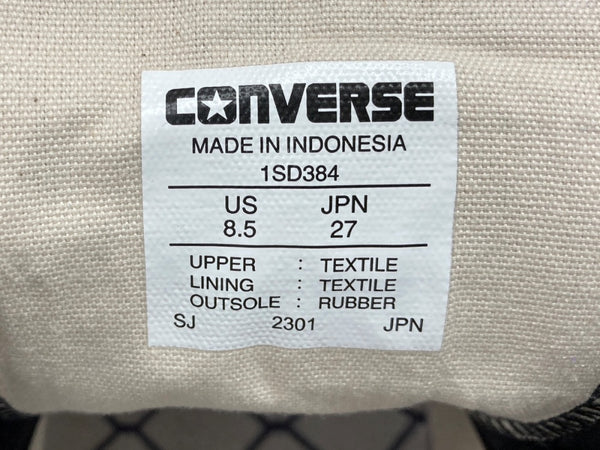 CONVERSE
MADE IN INDONESIA
1SD384
US JPN
8.5 27
UPPER : TEXTILE
LINING : TEXTILE
OUTSOLE : RUBBER
SJ 2301 JPN